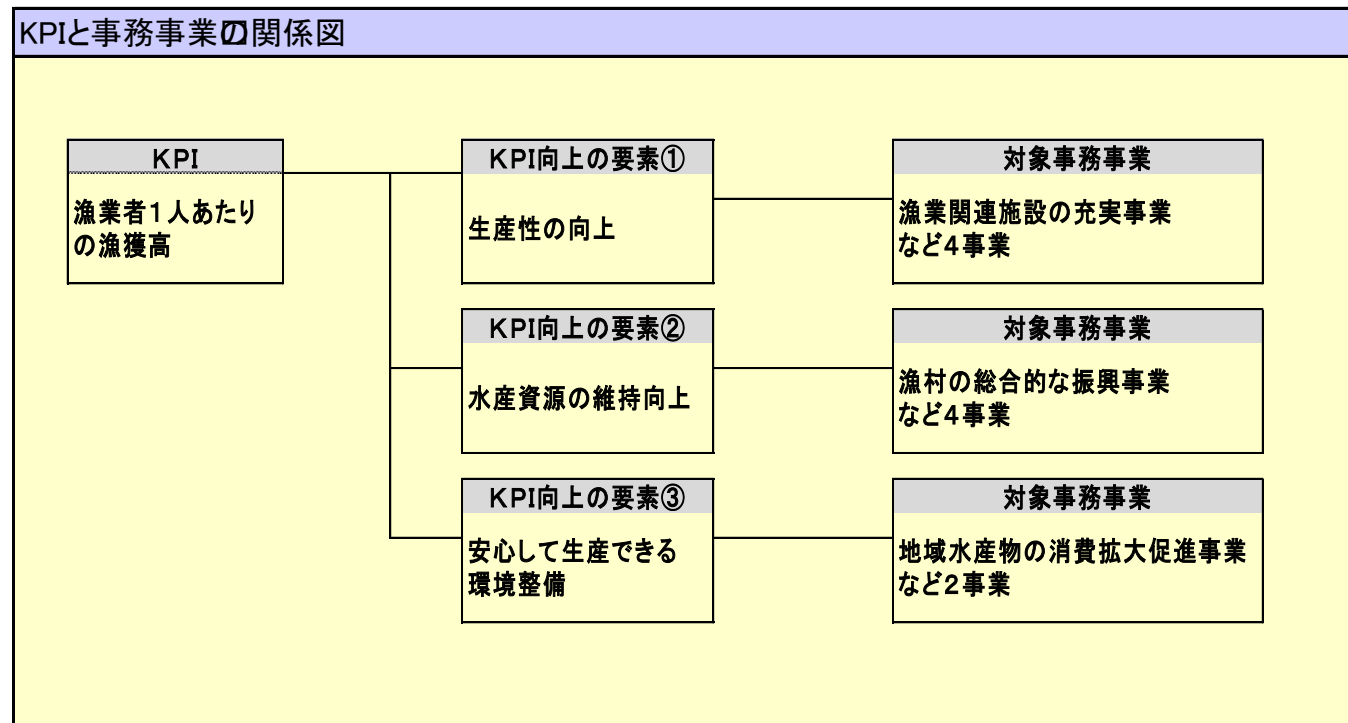 KPIと事務事業の関係図
KPI
漁業者1人あたり
の漁獲高
KPI向上の要素①
生産性の向上
対象事務事業
漁業関連施設の充実事業
など4事業
KPI向上の要素②
水産資源の維持向上
対象事務事業
漁村の総合的な振興事業
など4事業
KPI向上の要素③
安心して生産できる
環境整備
対象事務事業
地域水産物の消費拡大促進事業
など2事業